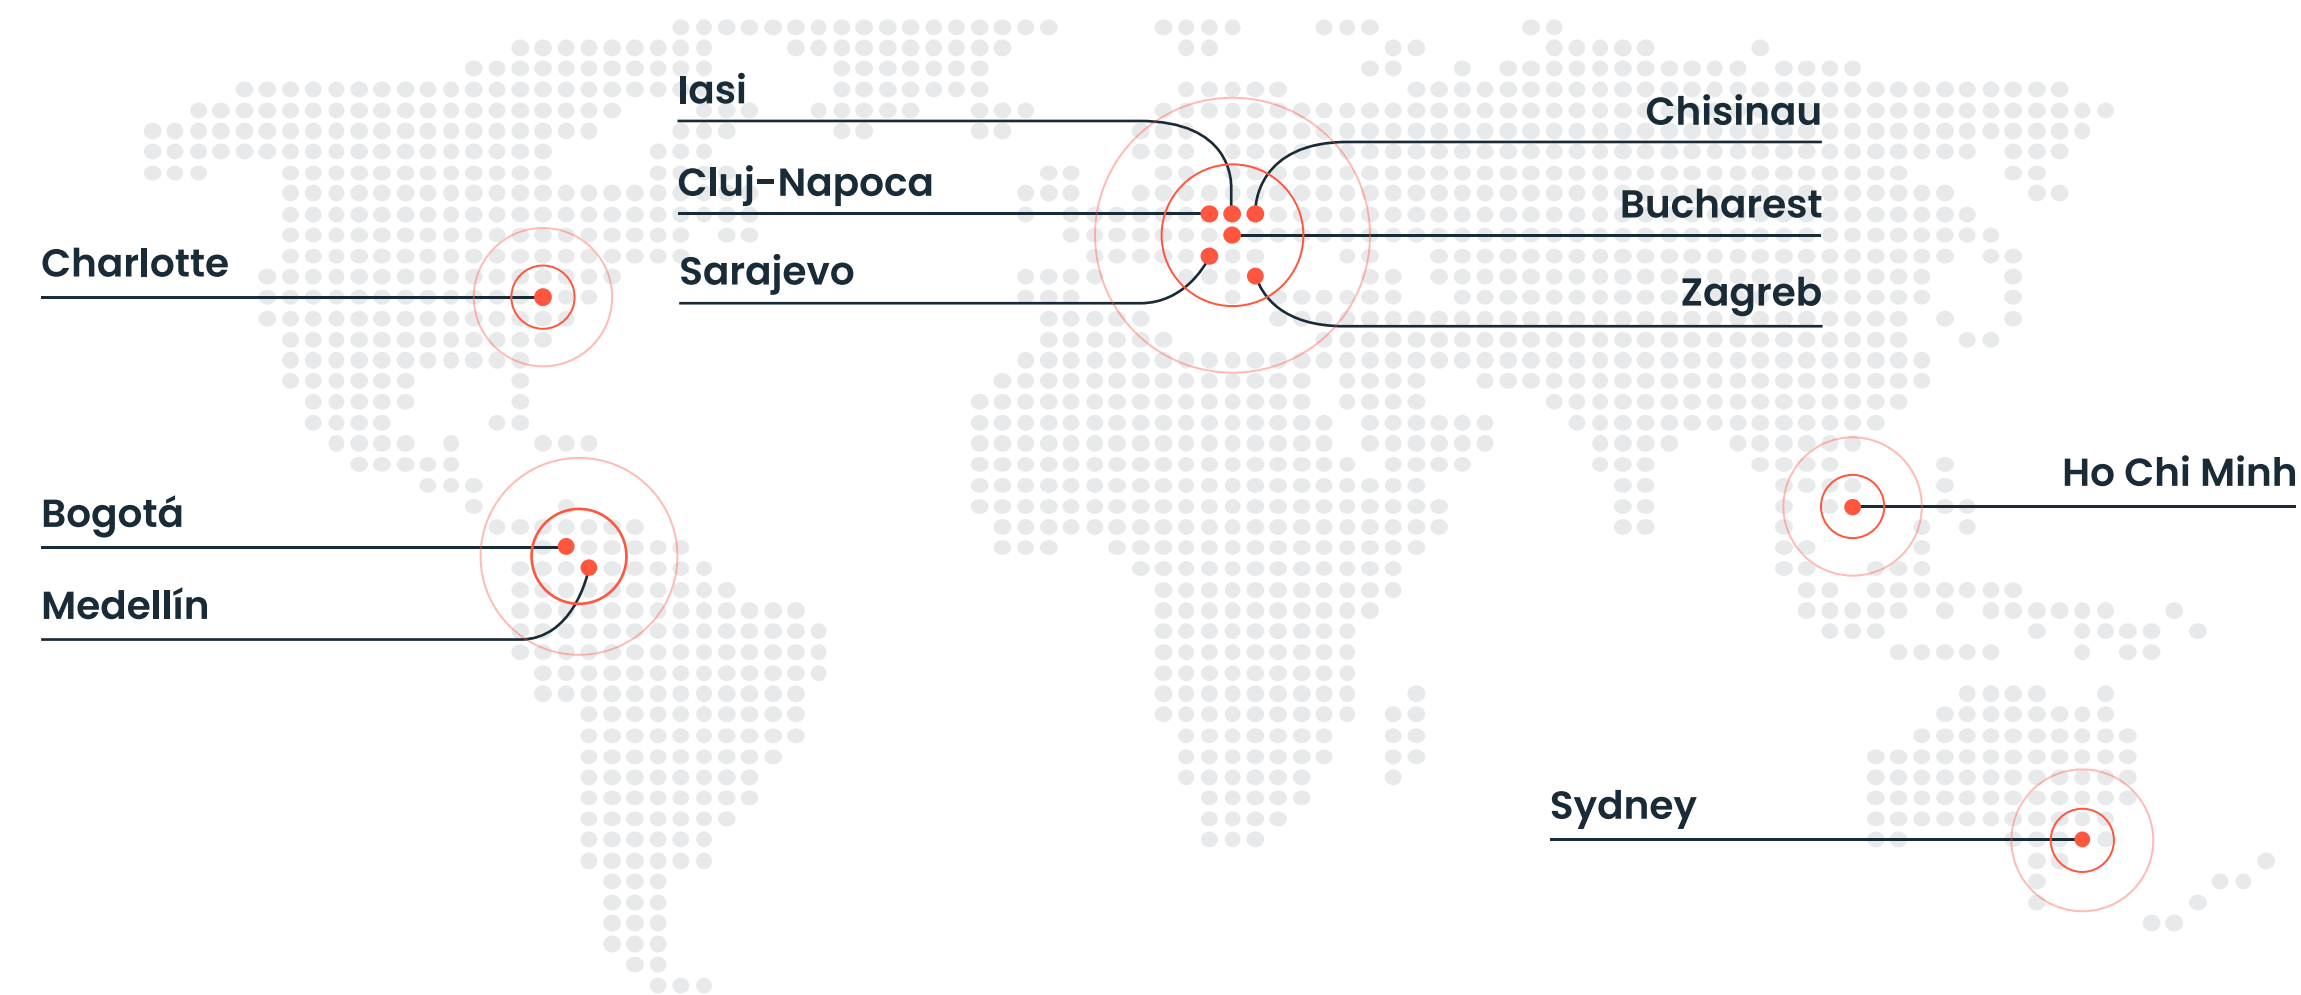 Iasi
Chisinau
Cluj-Napoca
Bucharest
Charlotte
Sarajevo
Zagreb
Bogotá
Ho Chi Minh
Medellín
Sydney